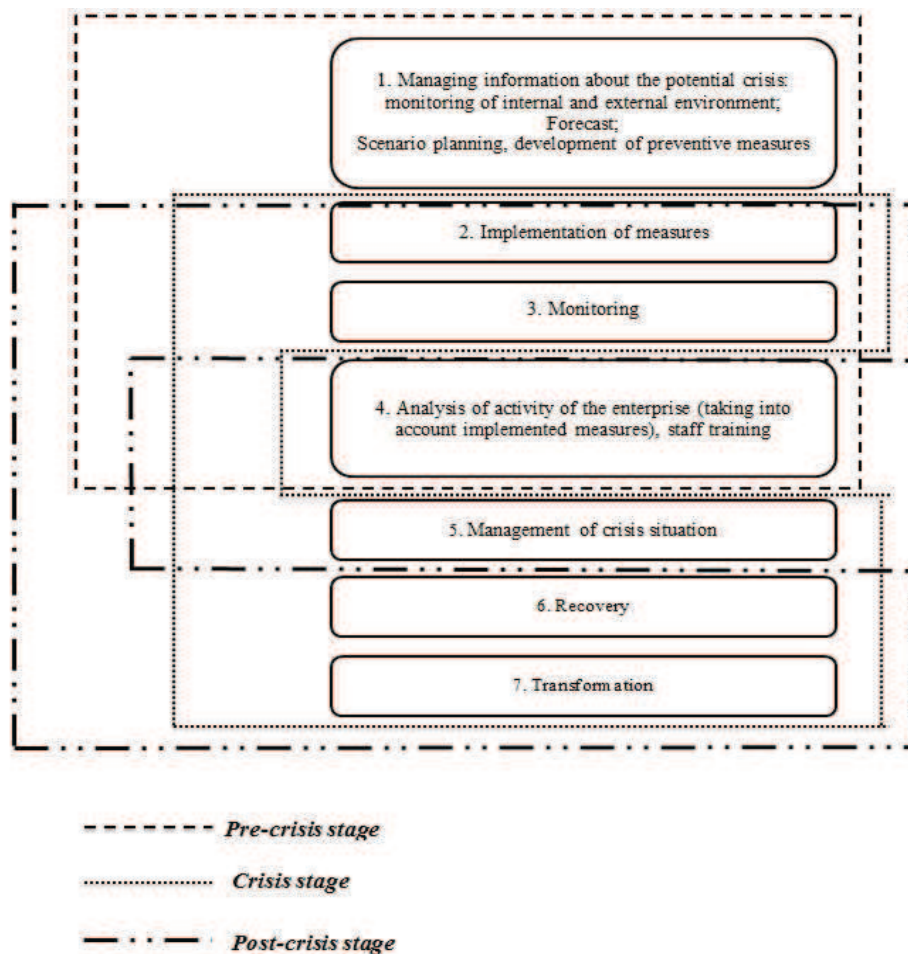 1. Managing information about the potential crisis:
monitoring of internal and external environment;
Forecast;
Scenario planning, development of preventive measures
2. Implementation of measures
3. Monitoring
4. Analysis of activity of the enterprise (taking into
account implemented measures), staff training
5. Management of crisis situation
6. Recovery
7. Transformation
Pre-crisis stage
Crisis stage
Post-crisis stage